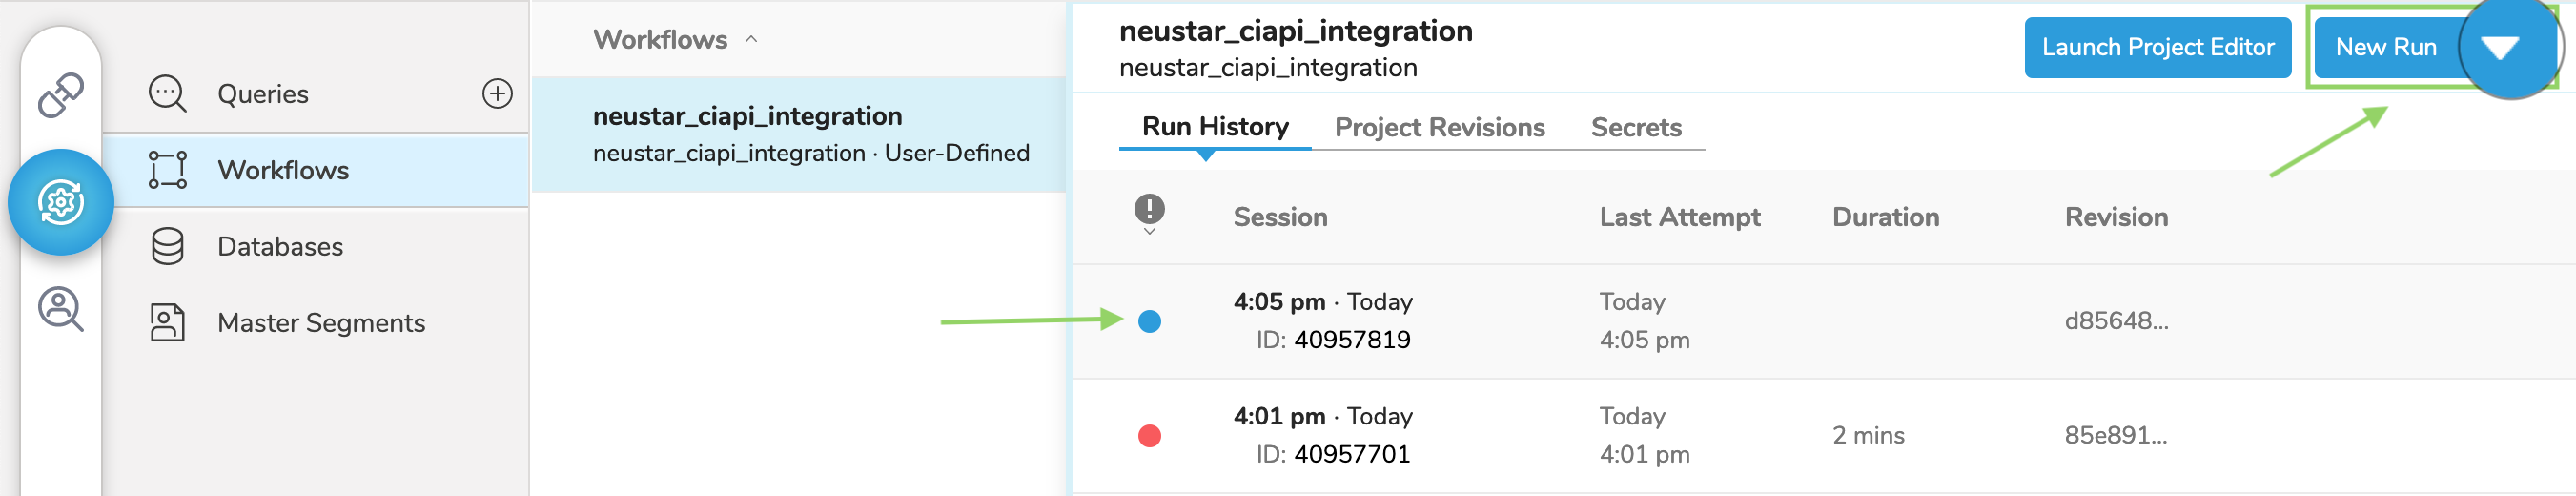 Queries
Workflows
Databases
Master Segments
Workflows
neustar_ciapi_integration
neustar_ciapi_integration · User-Defined
neustar_ciapi_integration
neustar_ciapi_integration
Launch Project Editor
New Run
Run History Project Revisions Secrets
Session Last Attempt Duration Revision
4:05 pm · Today Today
d85648...
ID: 40957819 4:05 pm
4:01 pm · Today Today
2 mins 85e891...
ID: 40957701 4:01 pm